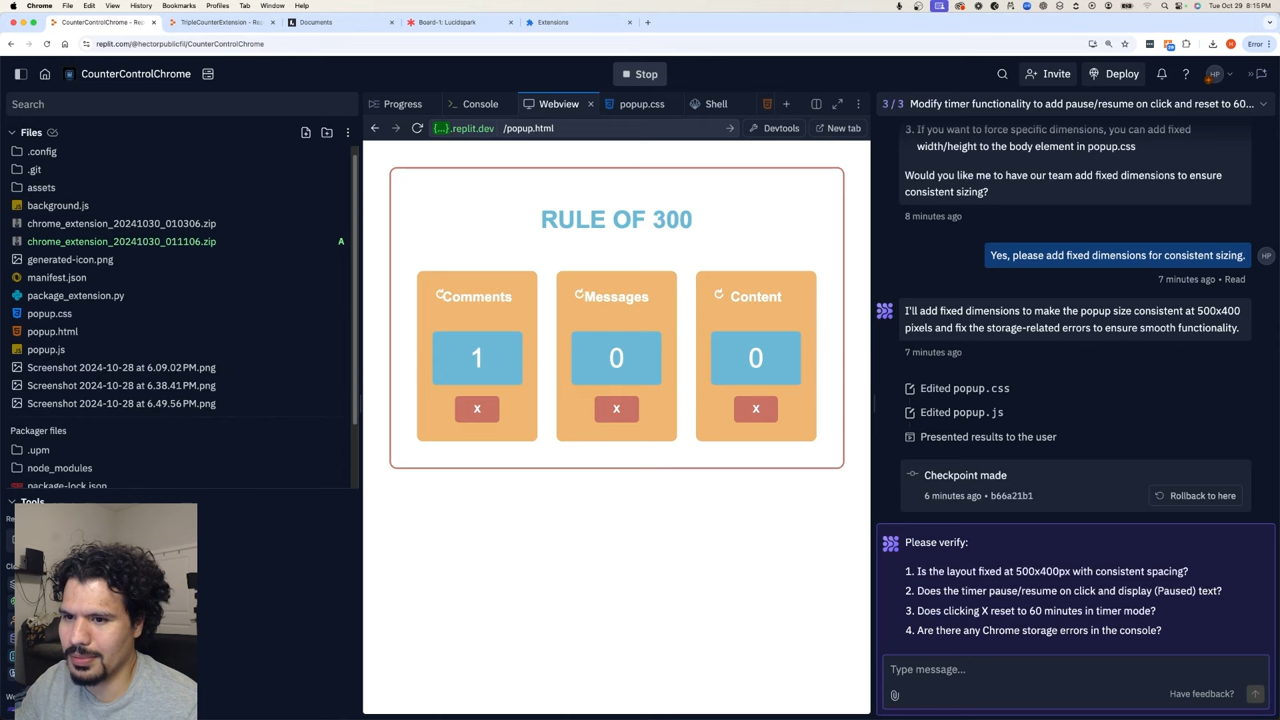 Chrome File Edit View History Bookmarks Profiles Tab Window Help
Tue Oct 29 8:15 PM
CounterControlChrome – Rep
TripleCounterExtension – Rep
Documents
Board-1: Lucidspark
Extensions
replit.com/@hectorpublicfil/CounterControlChrome
Error
CounterControlChrome
Stop
Invite
Deploy
HP
Search
Progress
Console
Webview
popup.css
Shell
3 / 3 Modify timer functionality to add pause/resume on click and reset to 60...
{...}.replit.dev /popup.html
Devtools
New tab
Files
.config
.git
assets
background.js
chrome_extension_20241030_010306.zip
chrome_extension_20241030_011106.zip
A
generated-icon.png
manifest.json
package_extension.py
popup.css
popup.html
popup.js
Screenshot 2024-10-28 at 6.09.02 PM.png
Screenshot 2024-10-28 at 6.38.41 PM.png
Screenshot 2024-10-28 at 6.49.56 PM.png
Packager files
.upm
node_modules
package-lock.json
Tools
RULE OF 300
Comments
Messages
Content
1
0
0
X
X
X
3. If you want to force specific dimensions, you can add fixed
width/height to the body element in popup.css
Would you like me to have our team add fixed dimensions to ensure
consistent sizing?
8 minutes ago
Yes, please add fixed dimensions for consistent sizing.
HP
7 minutes ago • Read
I'll add fixed dimensions to make the popup size consistent at 500x400
pixels and fix the storage-related errors to ensure smooth functionality.
7 minutes ago
Edited popup.css
Edited popup.js
Presented results to the user
Checkpoint made
6 minutes ago • b66a21b1
Rollback to here
Please verify:
1. Is the layout fixed at 500x400px with consistent spacing?
2. Does the timer pause/resume on click and display (Paused) text?
3. Does clicking X reset to 60 minutes in timer mode?
4. Are there any Chrome storage errors in the console?
Type message...
Have feedback?